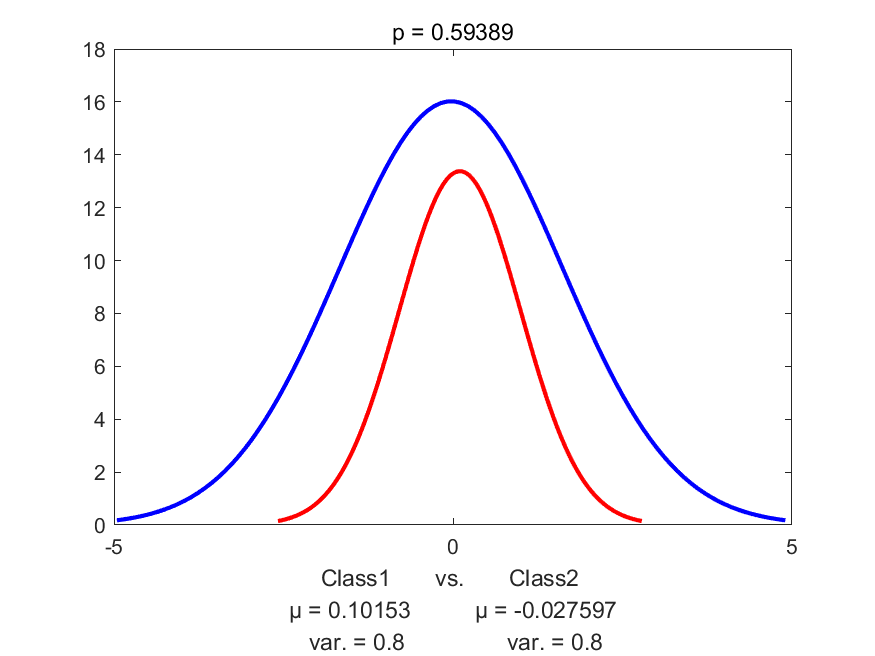 p = 0.59389
18
16
14
12
10
8
6
4
2
0
-5 0 5
Class1 vs. Class2
µ = 0.10153 µ = -0.027597
var. = 0.8 var. = 0.8